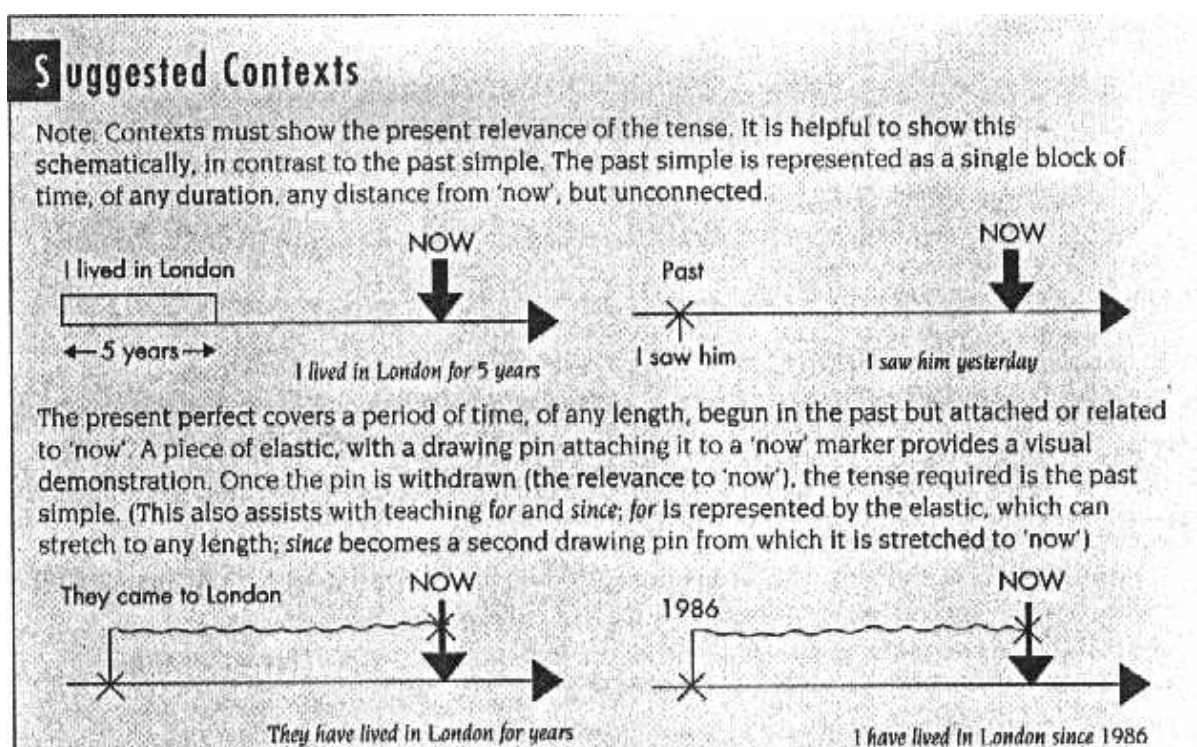 Suggested Contexts
Note: Contexts must show the present relevance of the tense. It is helpful to show this
schematically, in contrast to the past simple. The past simple is represented as a single block of
time, of any duration, any distance from 'now', but unconnected.
NOW
I lived in London
5 years
I lived in London for 5 years
NOW
Past
I saw him
I saw him yesterday
The present perfect covers a period of time, of any length, begun in the past but attached or related
to 'now'. A piece of elastic, with a drawing pin attaching it to a 'now' marker provides a visual
demonstration. Once the pin is withdrawn (the relevance to 'now'), the tense required is the past
simple. (This also assists with teaching for and since; for is represented by the elastic, which can
stretch to any length; since becomes a second drawing pin from which it is stretched to 'now')
They came to London
NOW
They have lived in London for years
1986
NOW
I have lived in London since 1986